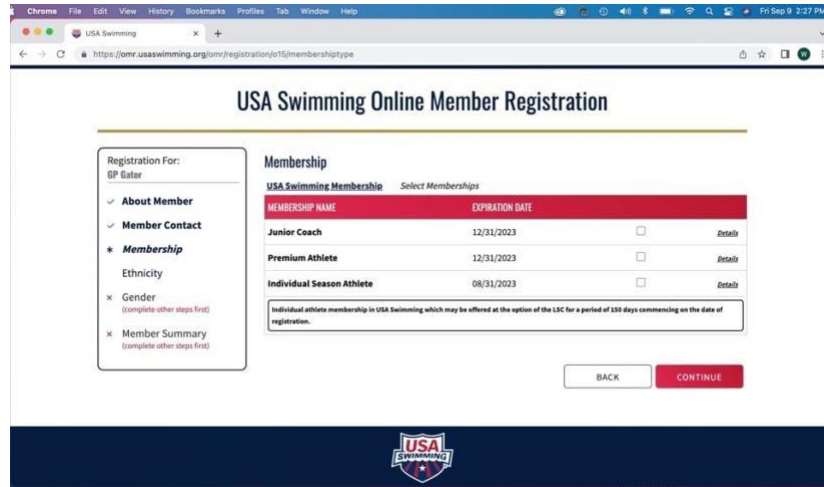 Chrome File Edit View History Bookmarks Profiles Tab Window Help Fri Sep 9 2:27 PM
USA Swimming
https://omr.usaswimming.org/omr/registration/o15/membershiptype
USA Swimming Online Member Registration
Registration For:
GP Gator
About Member
Member Contact
Membership
Ethnicity
Gender
(complete other steps first)
Member Summary
(complete other steps first)
Membership
USA Swimming Membership Select Memberships
MEMBERSHIP NAME EXPIRATION DATE
Junior Coach 12/31/2023 Details
Premium Athlete 12/31/2023 Details
Individual Season Athlete 08/31/2023 Details
Individual athlete membership in USA Swimming which may be offered at the option of the LSC for a period of 150 days commencing on the date of
registration.
BACK CONTINUE
USA
SWIMMING